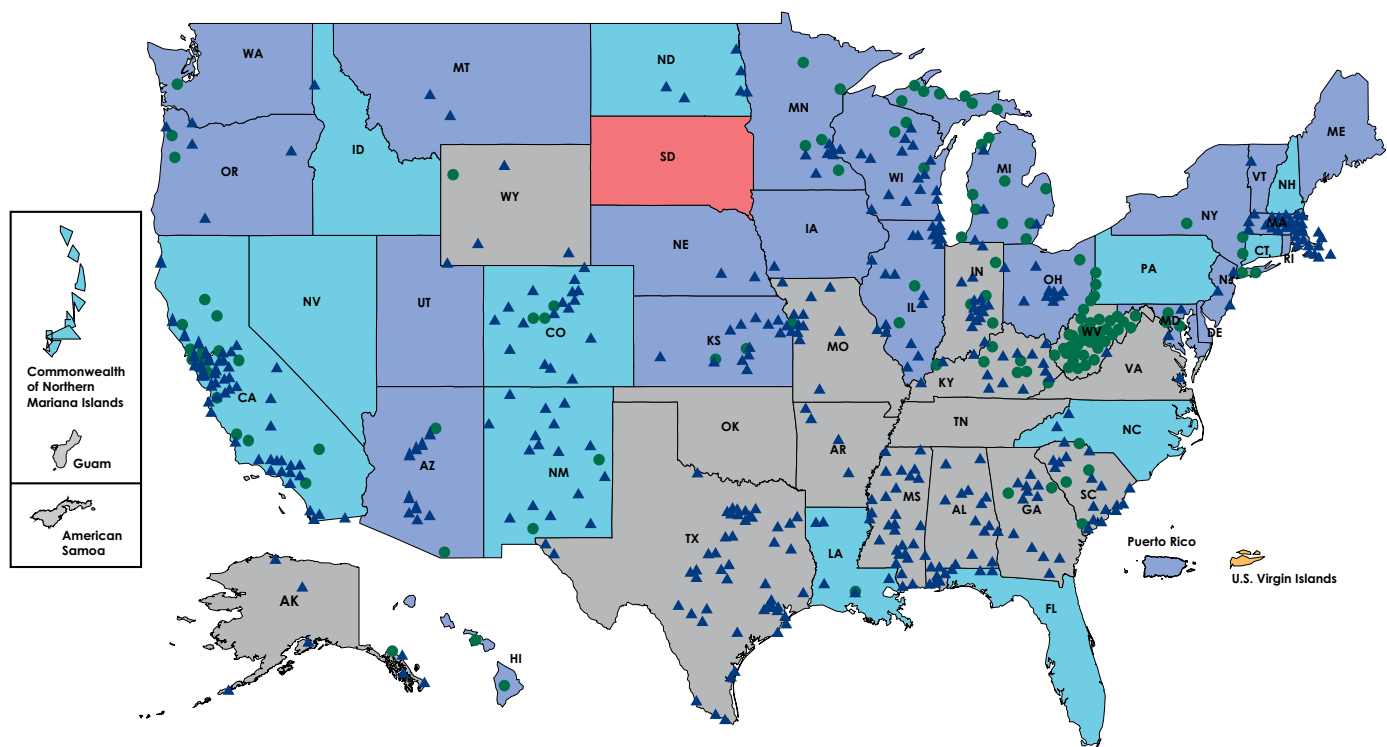 WA
MT
ND
MN
ME
OR
ID
SD
WI
MI
VT
NH
WY
NY
MA
IA
NE
CT
RI
PA
NV
UT
IL
IN
OH
NJ
CO
KS
MO
WV
MD
DE
KY
VA
Commonwealth
of Northern
Mariana Islands
CA
AZ
NM
OK
AR
TN
NC
Guam
MS
AL
GA
SC
American
Samoa
TX
LA
Puerto Rico
U.S. Virgin Islands
AK
FL
HI